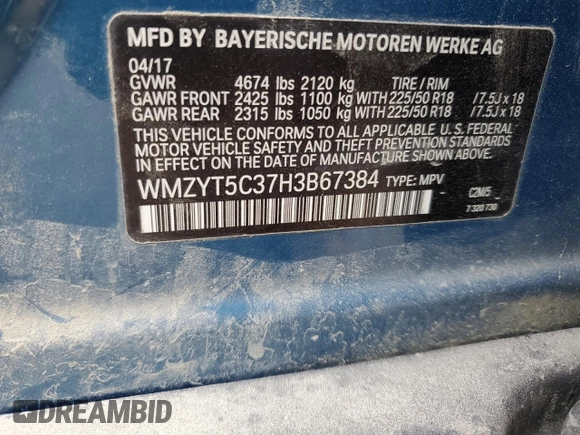 MFD BY BAYERISCHE MOTOREN WERKE AG
04/17
GVWR 4674 lbs 2120 kg TIRE / RIM
GAWR FRONT 2425 lbs 1100 kg WITH 225/50 R18 /7.5J x 18
GAWR REAR 2315 lbs 1050 kg WITH 225/50 R18 /7.5J x 18
THIS VEHICLE CONFORMS TO ALL APPLICABLE U.S. FEDERAL
MOTOR VEHICLE SAFETY AND THEFT PREVENTION STANDARDS
IN EFFECT ON THE DATE OF MANUFACTURE SHOWN ABOVE.
WMZYT5C37H3B67384 TYPE: MPV
CZM/5
7 320 730
DREAMBID